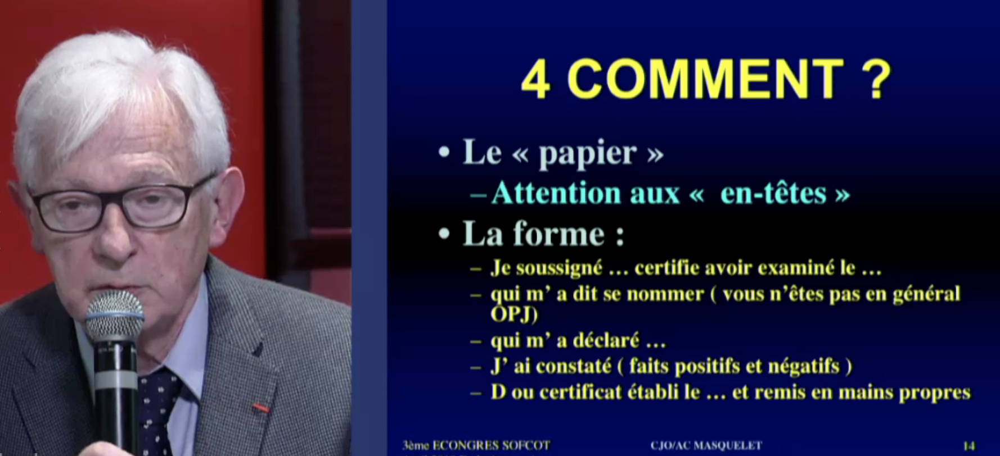 4 COMMENT ?
• Le « papier »
– Attention aux «  en-têtes »
• La forme :
– Je soussigné … certifie avoir examiné le …
– qui m’ a dit se nommer ( vous n’êtes pas en général
OPJ)
– qui m’ a déclaré …
– J’ ai constaté ( faits positifs et négatifs )
– D ou certificat établi le … et remis en mains propres
3ème ECONGRES SOFCOT
CJO/AC MASQUELET
14